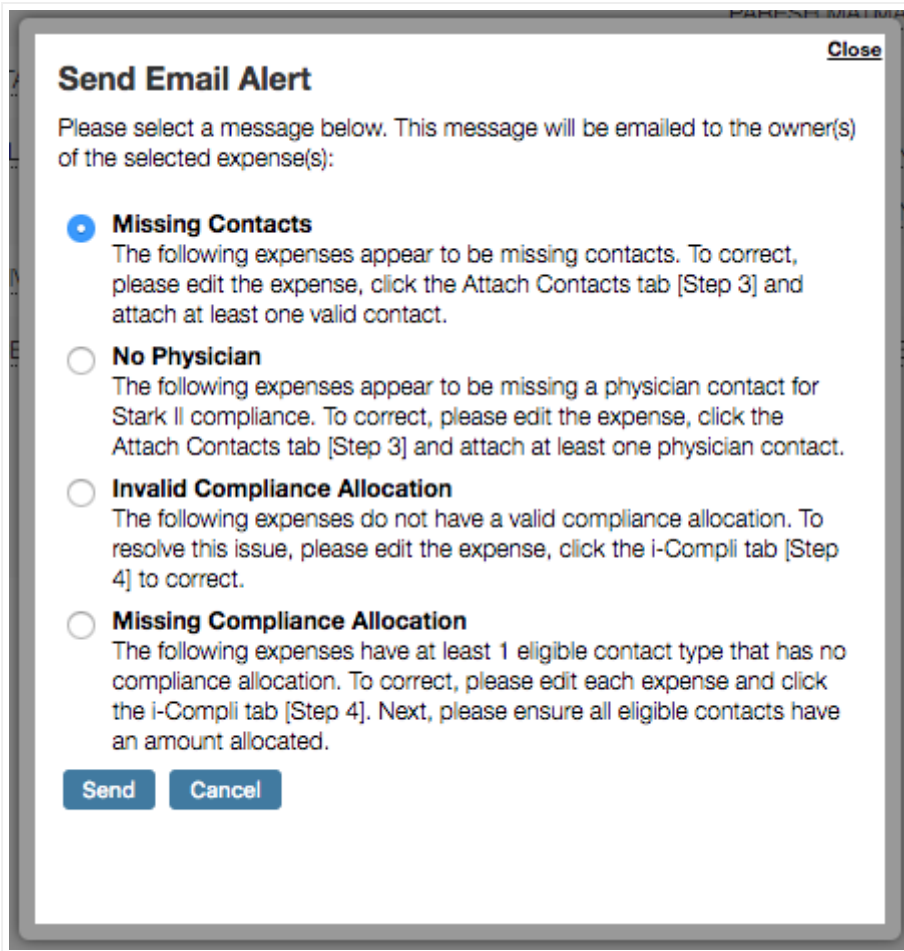 Close
Send Email Alert
Please select a message below. This message will be emailed to the owner(s)
of the selected expense(s):
Missing Contacts
The following expenses appear to be missing contacts. To correct,
please edit the expense, click the Attach Contacts tab [Step 3] and
attach at least one valid contact.
No Physician
The following expenses appear to be missing a physician contact for
Stark II compliance. To correct, please edit the expense, click the
Attach Contacts tab [Step 3] and attach at least one physician contact.
Invalid Compliance Allocation
The following expenses do not have a valid compliance allocation. To
resolve this issue, please edit the expense, click the i-Compli tab [Step
4] to correct.
Missing Compliance Allocation
The following expenses have at least 1 eligible contact type that has no
compliance allocation. To correct, please edit each expense and click
the i-Compli tab [Step 4]. Next, please ensure all eligible contacts have
an amount allocated.
Send Cancel